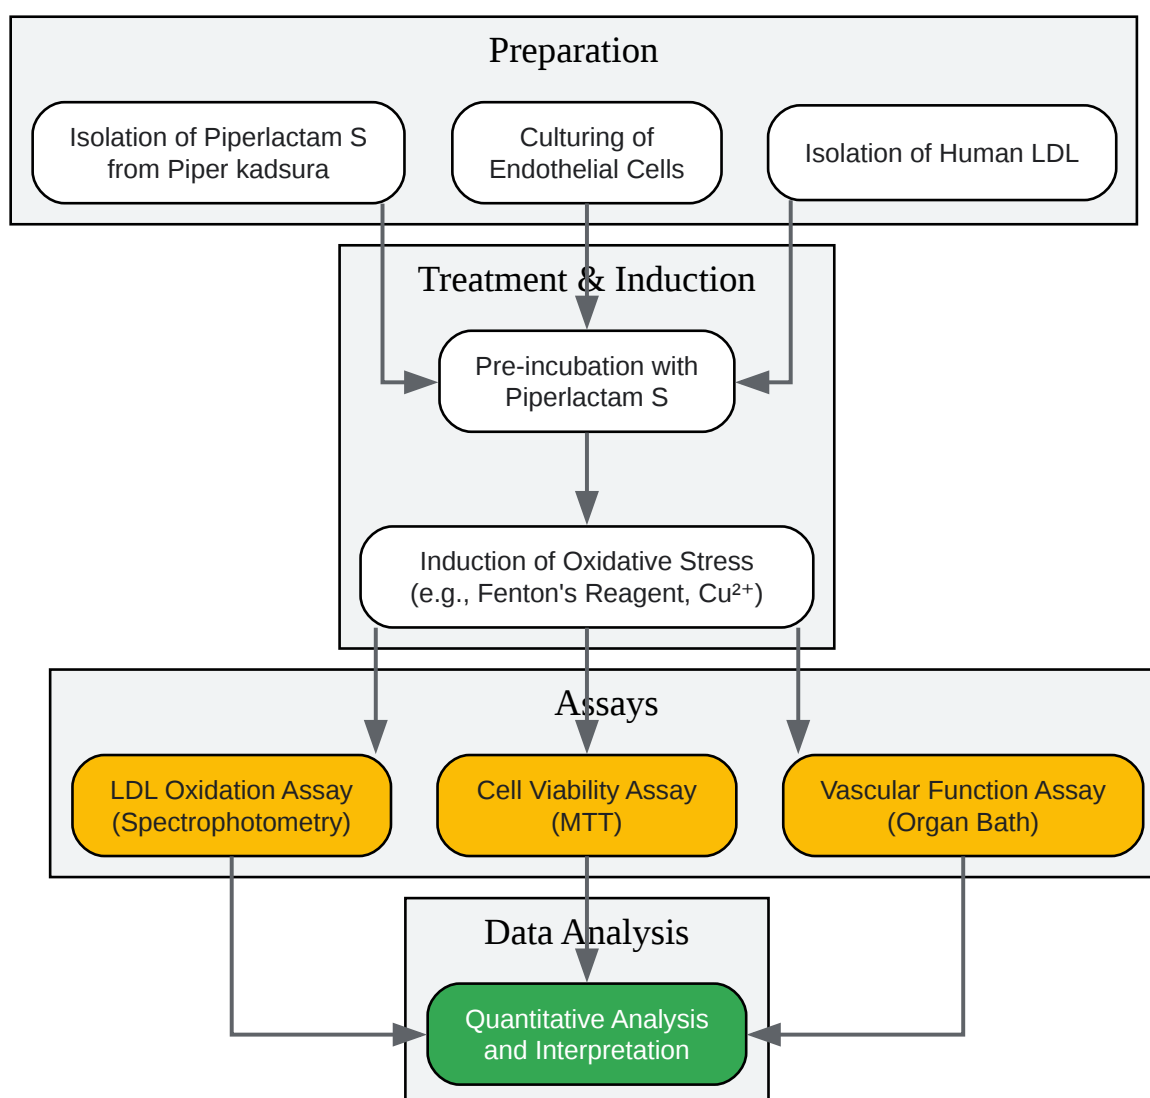 Preparation
Isolation of Piperlactam S
from Piper kadsura
Culturing of
Endothelial Cells
Isolation of Human LDL
Treatment & Induction
Pre-incubation with
Piperlactam S
Induction of Oxidative Stress
(e.g., Fenton's Reagent, Cu²⁺)
Assays
LDL Oxidation Assay
(Spectrophotometry)
Cell Viability Assay
(MTT)
Vascular Function Assay
(Organ Bath)
Data Analysis
Quantitative Analysis
and Interpretation